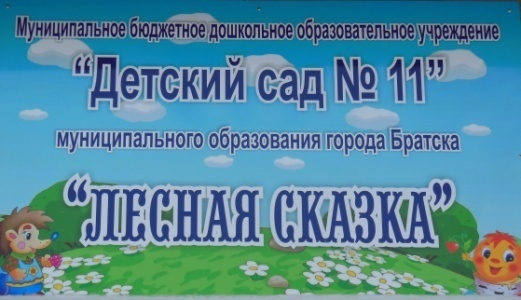 Муниципальное бюджетное дошкольное образовательное учреждение
“Детский сад № 11”
муниципального образования города Братска
“ЛЕСНАЯ СКАЗКА”